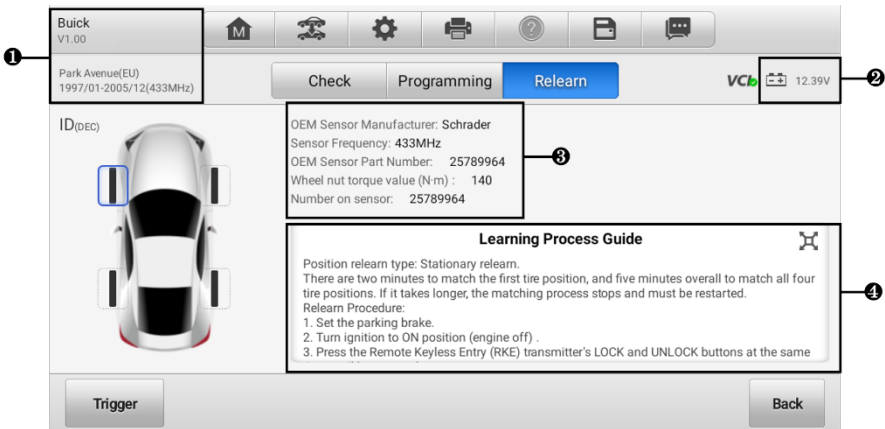 Buick
V1.00
M
?
❶
Park Avenue(EU)
1997/01-2005/12(433MHz)
Check
Programming
Relearn
VCI
12.39V
❷
ID(DEC)
OEM Sensor Manufacturer: Schrader
Sensor Frequency: 433MHz
OEM Sensor Part Number: 25789964
Wheel nut torque value (N·m) : 140
Number on sensor: 25789964
❸
Learning Process Guide
Position relearn type: Stationary relearn.
There are two minutes to match the first tire position, and five minutes overall to match all four
tire positions. If it takes longer, the matching process stops and must be restarted.
Relearn Procedure:
1. Set the parking brake.
2. Turn ignition to ON position (engine off) .
3. Press the Remote Keyless Entry (RKE) transmitter's LOCK and UNLOCK buttons at the same
❹
Trigger
Back